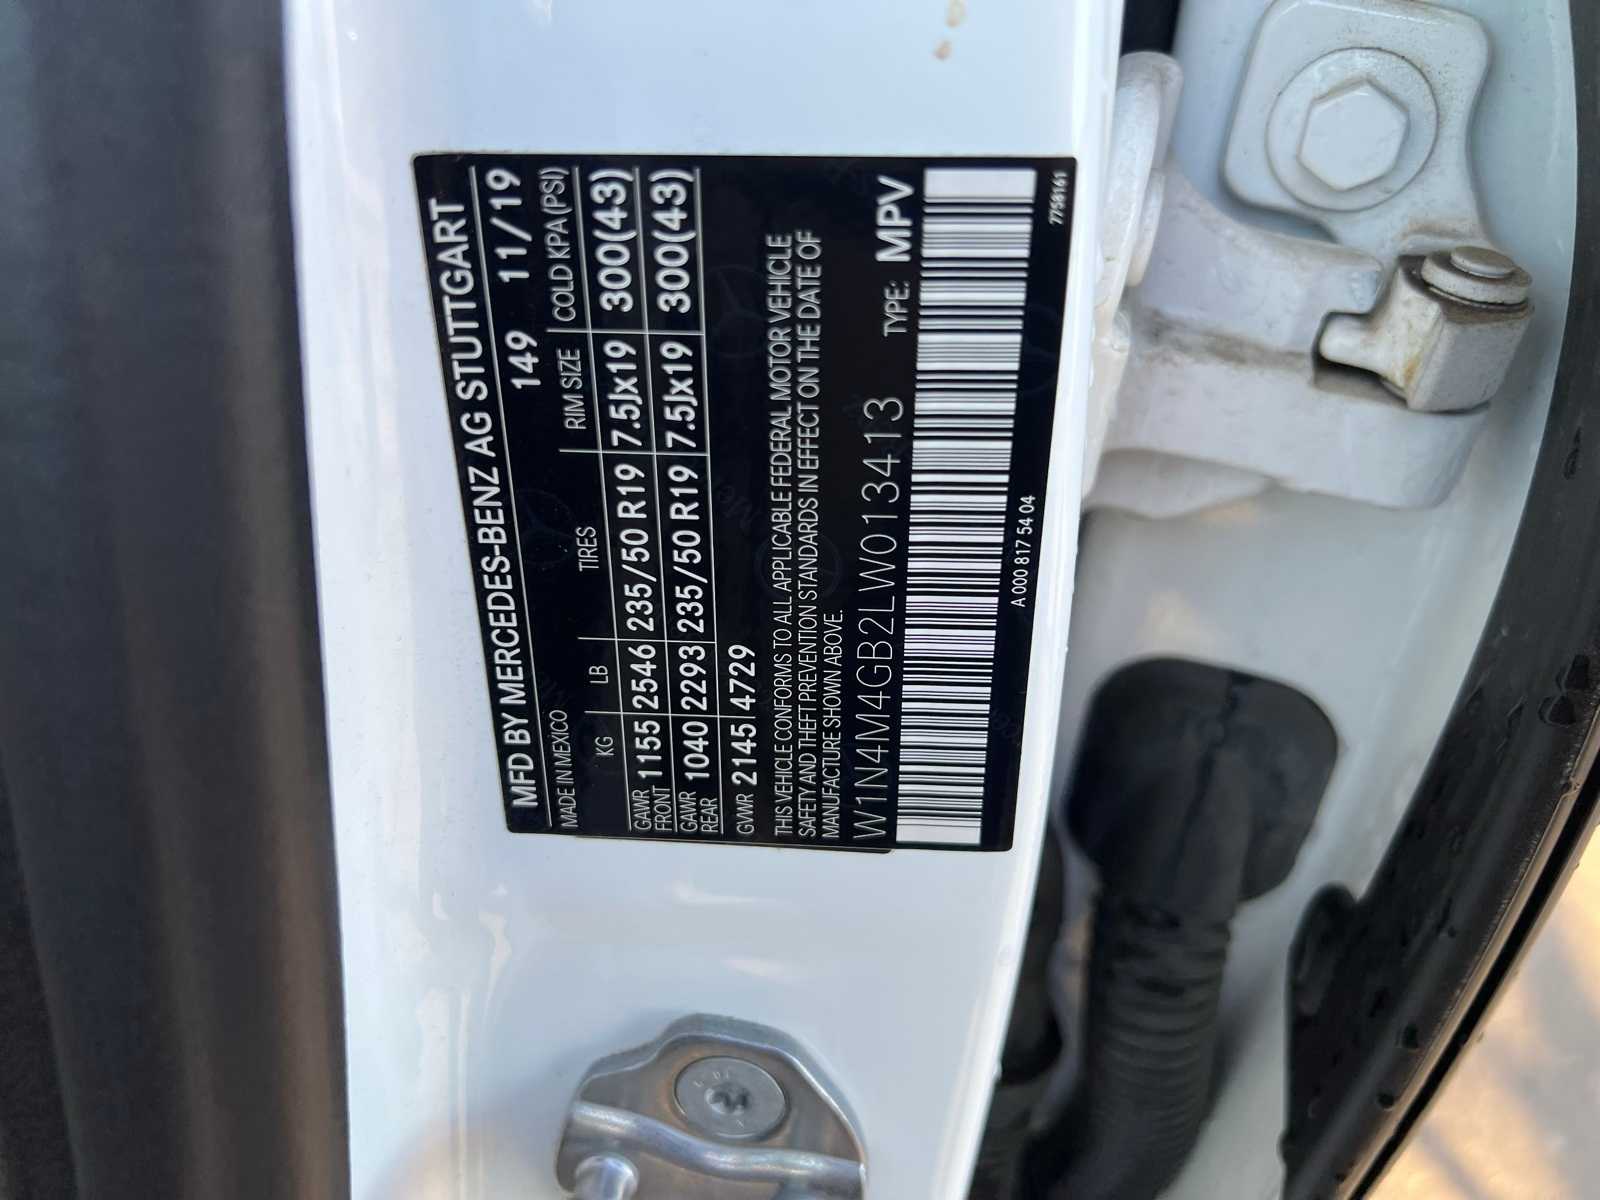 MFD BY MERCEDES-BENZ AG STUTTGART
MADE IN MEXICO 149 11/19
KG LB TIRES RIM SIZE COLD KPA(PSI)
GAWR FRONT 1155 2546 235/50 R19 7.5Jx19 300(43)
GAWR REAR 1040 2293 235/50 R19 7.5Jx19 300(43)
GVWR 2145 4729
THIS VEHICLE CONFORMS TO ALL APPLICABLE FEDERAL MOTOR VEHICLE
SAFETY AND THEFT PREVENTION STANDARDS IN EFFECT ON THE DATE OF
MANUFACTURE SHOWN ABOVE.
W1N4M4GB2LW013413 TYPE: MPV
A 000 817 54 04 7758161